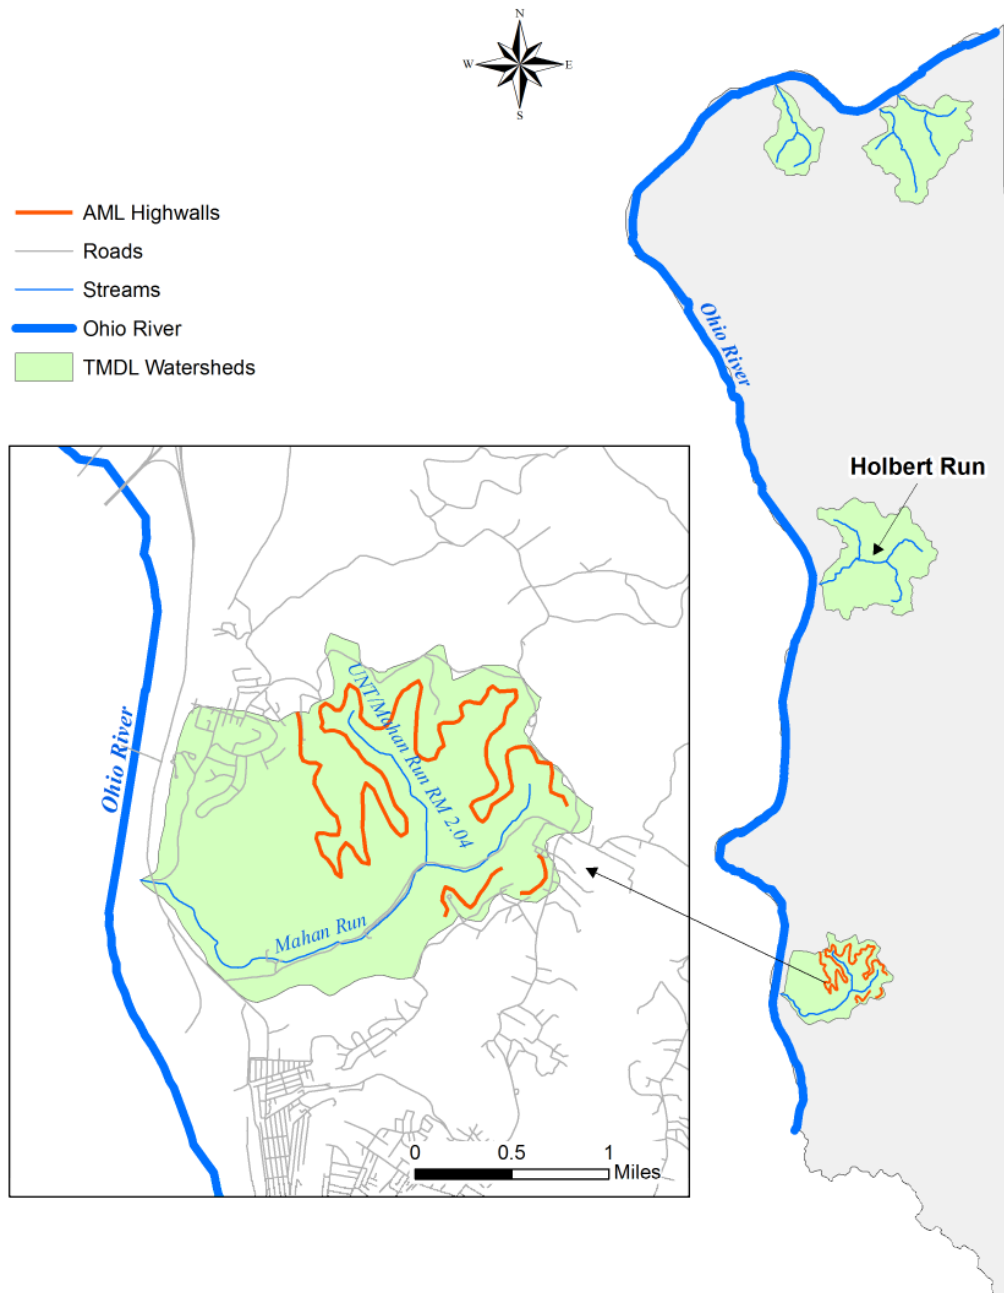 N
W
E
S
AML Highwalls
Roads
Streams
Ohio River
TMDL Watersheds
Ohio River
Holbert Run
UNT/Mahan Run RM 2.04
Ohio River
Mahan Run
0 0.5 1
Miles